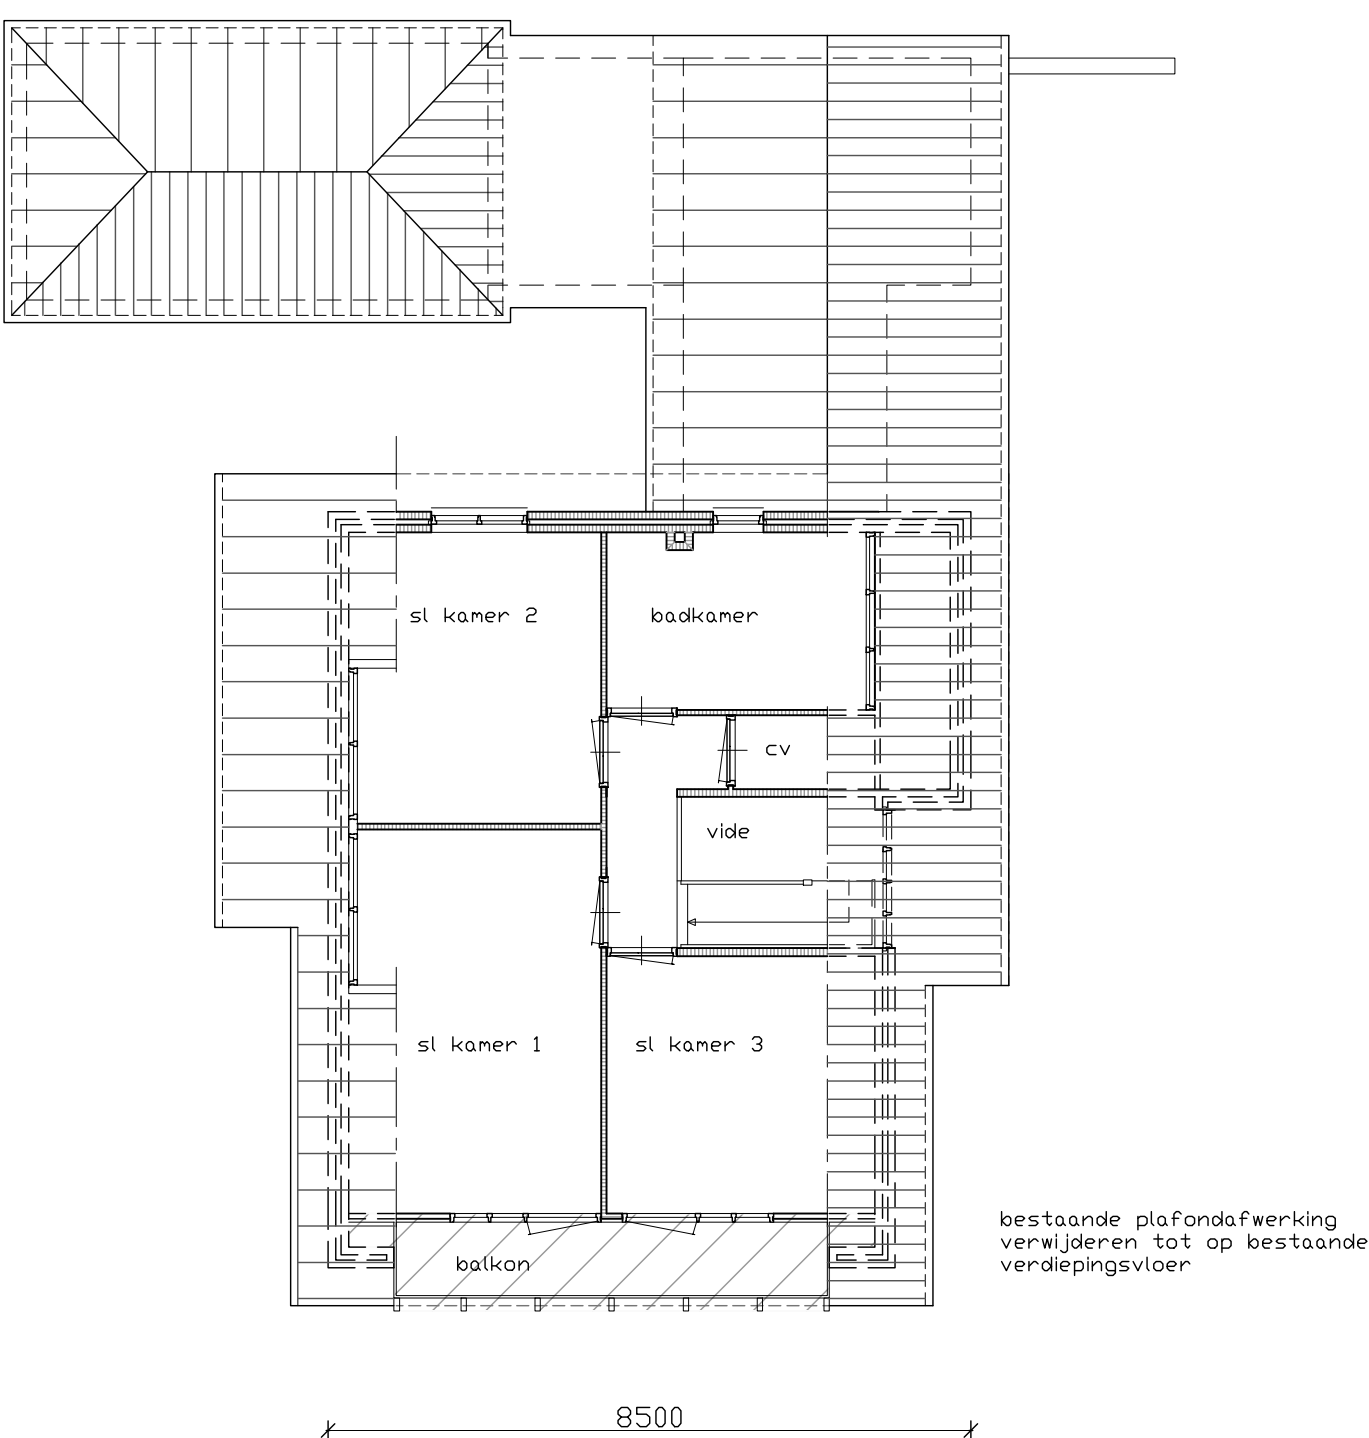 sl kamer 2
badkamer
cv
vide
sl kamer 1
sl kamer 3
balkon
bestaande plafondafwerking
verwijderen tot op bestaande
verdiepingsvloer
8500